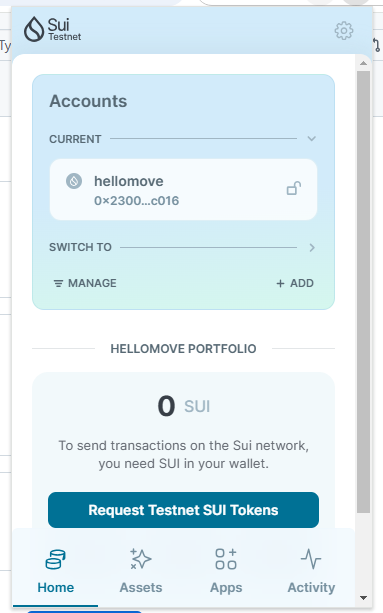 Sui
Testnet
Ty
Accounts
CURRENT
hellomove
0×2300...c016
SWITCH TO
MANAGE
+ ADD
HELLOMOVE PORTFOLIO
0 SUI
To send transactions on the Sui network,
you need SUI in your wallet.
Request Testnet SUI Tokens
Home
Assets
Apps
Activity